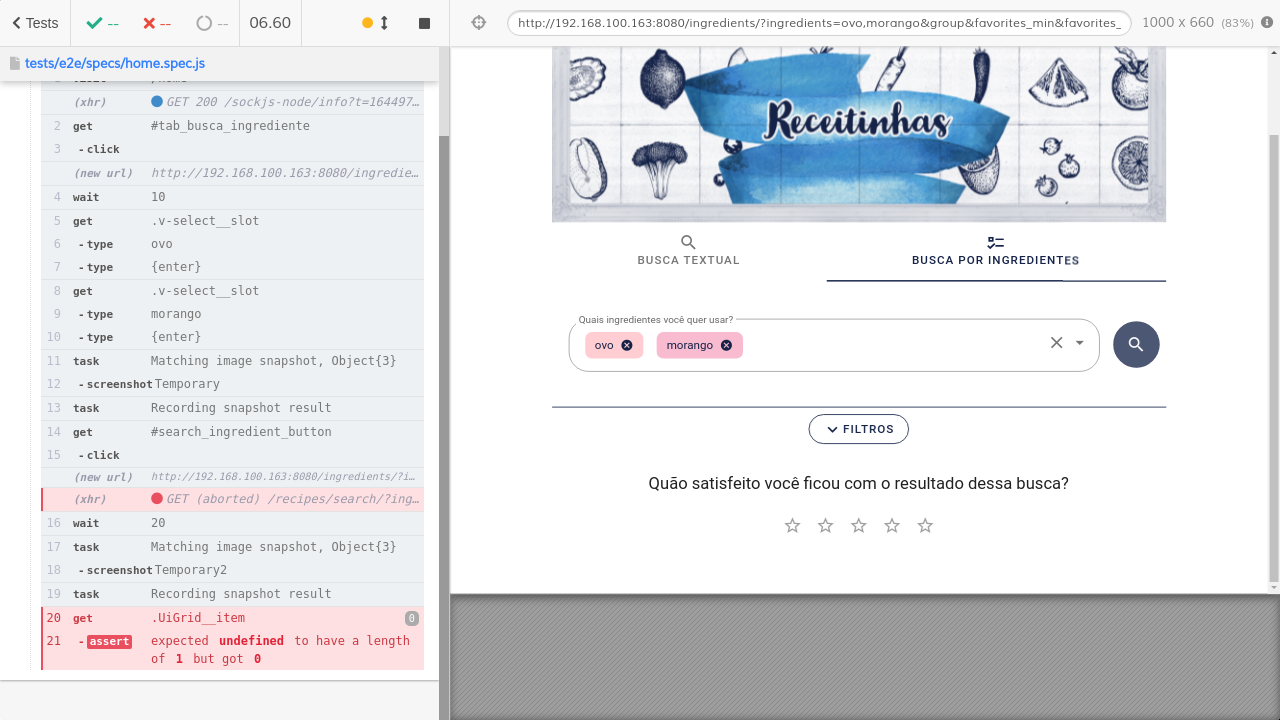 Tests
--
--
--
06.60
http://192.168.100.163:8080/ingredients/?ingredients=ovo,morango&group&favorites_min&favorites_
1000 x 660 (83%)
tests/e2e/specs/home.spec.js
(xhr) GET 200 /sockjs-node/info?t=164497…
2 get #tab_busca_ingrediente
3 - click
(new url) http://192.168.100.163:8080/ingredie…
4 wait 10
5 get .v-select__slot
6 - type ovo
7 - type {enter}
8 get .v-select__slot
9 - type morango
10 - type {enter}
11 task Matching image snapshot, Object{3}
12 - screenshot Temporary
13 task Recording snapshot result
14 get #search_ingredient_button
15 - click
(new url) http://192.168.100.163:8080/ingredients/?i…
(xhr) GET (aborted) /recipes/search/?ing…
16 wait 20
17 task Matching image snapshot, Object{3}
18 - screenshot Temporary2
19 task Recording snapshot result
20 get .UiGrid__item 0
21 - assert expected undefined to have a length
of 1 but got 0
Receitinhas
BUSCA TEXTUAL
BUSCA POR INGREDIENTES
Quais ingredientes você quer usar?
ovo
morango
FILTROS
Quão satisfeito você ficou com o resultado dessa busca?